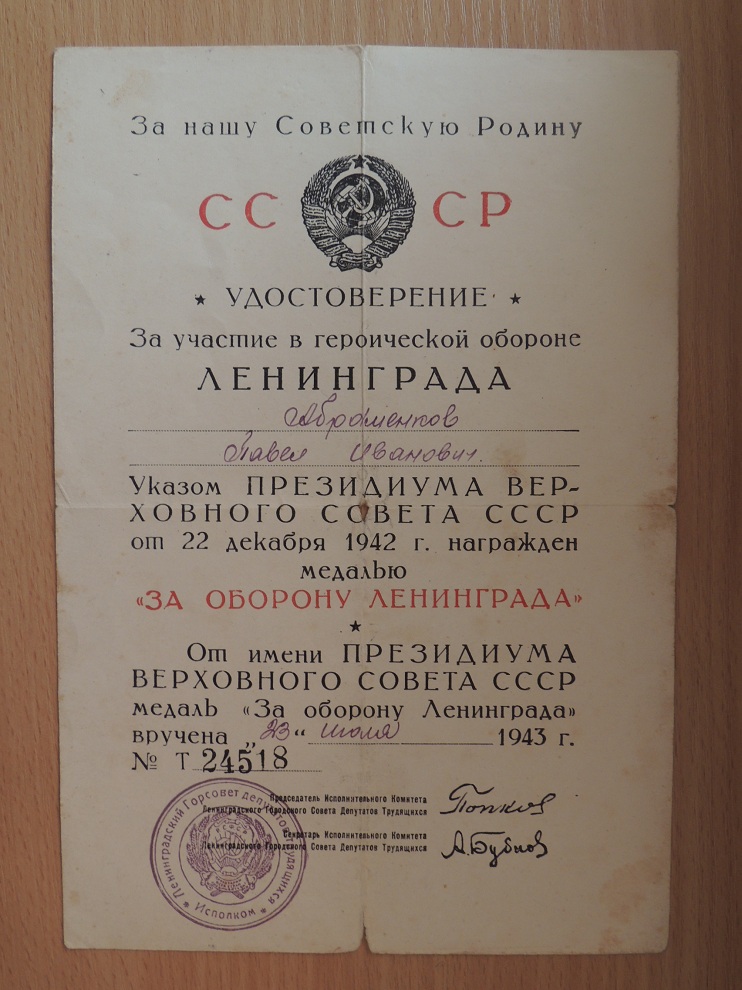 За нашу Советскую Родину
СС СР
★ УДОСТОВЕРЕНИЕ ★
За участие в героической обороне
ЛЕНИНГРАДА
Абраменков
Павел Иванович.
Указом ПРЕЗИДИУМА ВЕР-
ХОВНОГО СОВЕТА СССР
от 22 декабря 1942 г. награжден
медалью
«ЗА ОБОРОНУ ЛЕНИНГРАДА»
★
От имени ПРЕЗИДИУМА
ВЕРХОВНОГО СОВЕТА СССР
медаль «За оборону Ленинграда»
вручена „23“ июля 1943 г.
№ Т 24518
Председатель Исполнительного Комитета
Ленинградского Городского Совета Депутатов Трудящихся
Попков
Секретарь Исполнительного Комитета
Ленинградского Городского Совета Депутатов Трудящихся
А.Бубнов
Ленинградский Горсовет депутатов трудящихся
★ Исполком ★